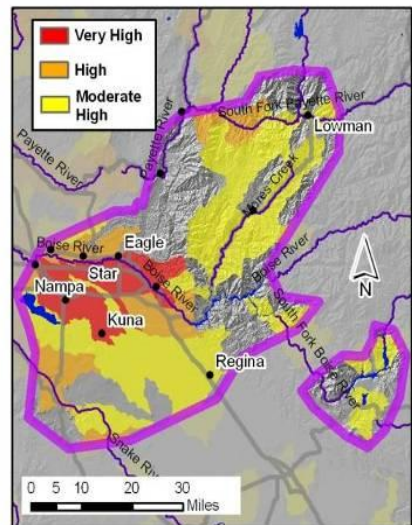 Very High
High
Moderate
High
South Fork Payette River
Lowman
Payette River
Payette River
Mores Creek
Boise River
Eagle
Star
Boise River
Boise River
Nampa
N
Kuna
South Fork Boise River
Regina
Snake River
0 5 10 20 30
Miles